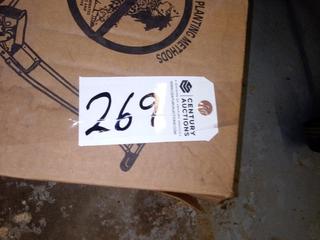 PLANTING METHODS
269
CENTURY
AUCTIONS